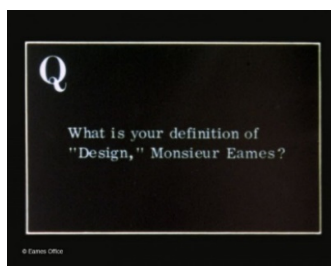 Q
What is your definition of
"Design," Monsieur Eames?
© Eames Office